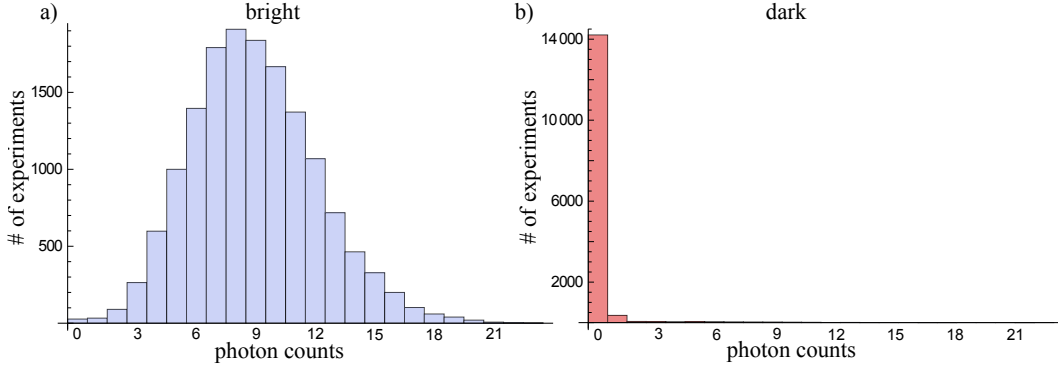 a) bright
# of experiments
1500
1000
500
0 3 6 9 12 15 18 21
photon counts
b) dark
# of experiments
14 000
10 000
6000
2000
0 3 6 9 12 15 18 21
photon counts